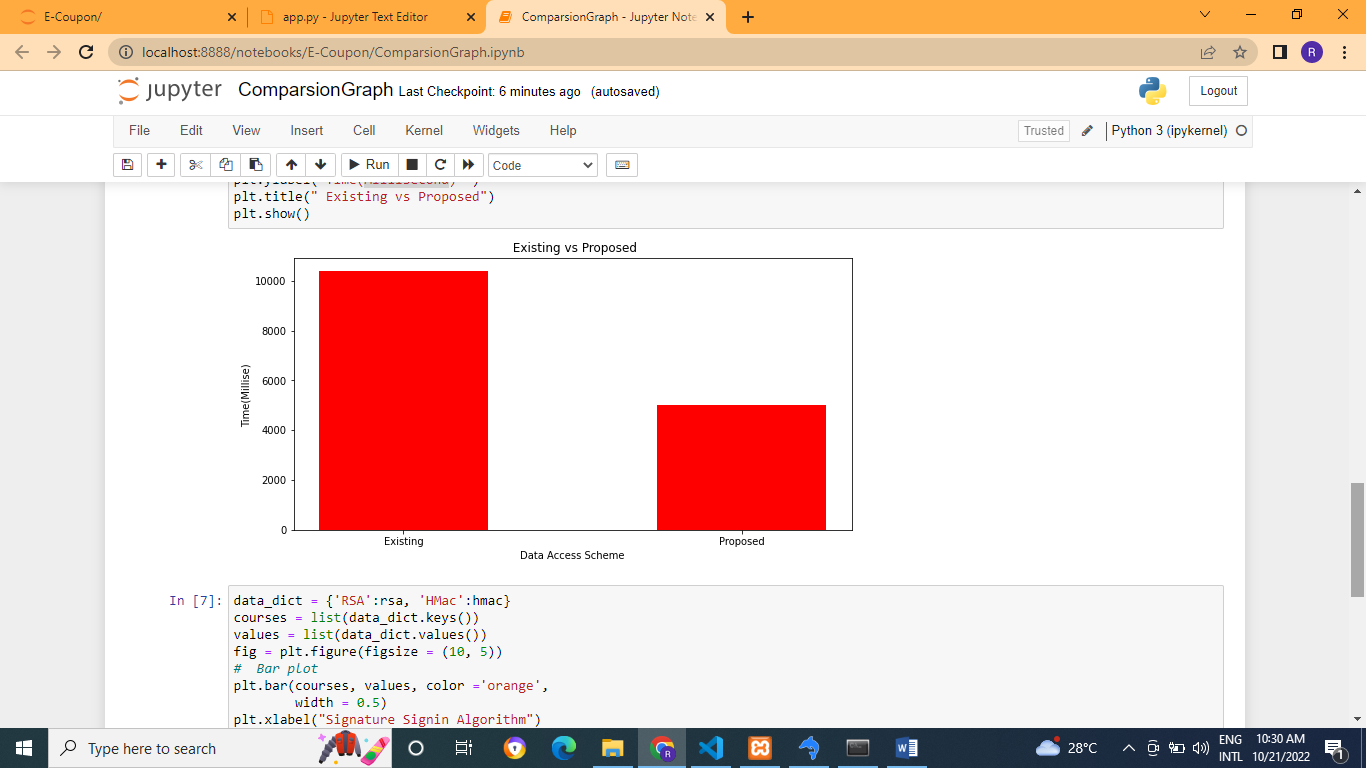 E-Coupon/
app.py - Jupyter Text Editor
ComparsionGraph - Jupyter Note
localhost:8888/notebooks/E-Coupon/ComparsionGraph.ipynb
R
jupyter ComparsionGraph Last Checkpoint: 6 minutes ago (autosaved)
Logout
File Edit View Insert Cell Kernel Widgets Help
Trusted
Python 3 (ipykernel)
Run
Code
plt.title(" Existing vs Proposed")
plt.show()
Existing vs Proposed
10000
8000
6000
4000
2000
0
Time(Millise)
Existing Proposed
Data Access Scheme
In [7]:
data_dict = {'RSA':rsa, 'HMac':hmac}
courses = list(data_dict.keys())
values = list(data_dict.values())
fig = plt.figure(figsize = (10, 5))
# Bar plot
plt.bar(courses, values, color ='orange',
width = 0.5)
plt.xlabel("Signature Signin Algorithm")
Type here to search
R
28°C
ENG
INTL
10:30 AM
10/21/2022
1